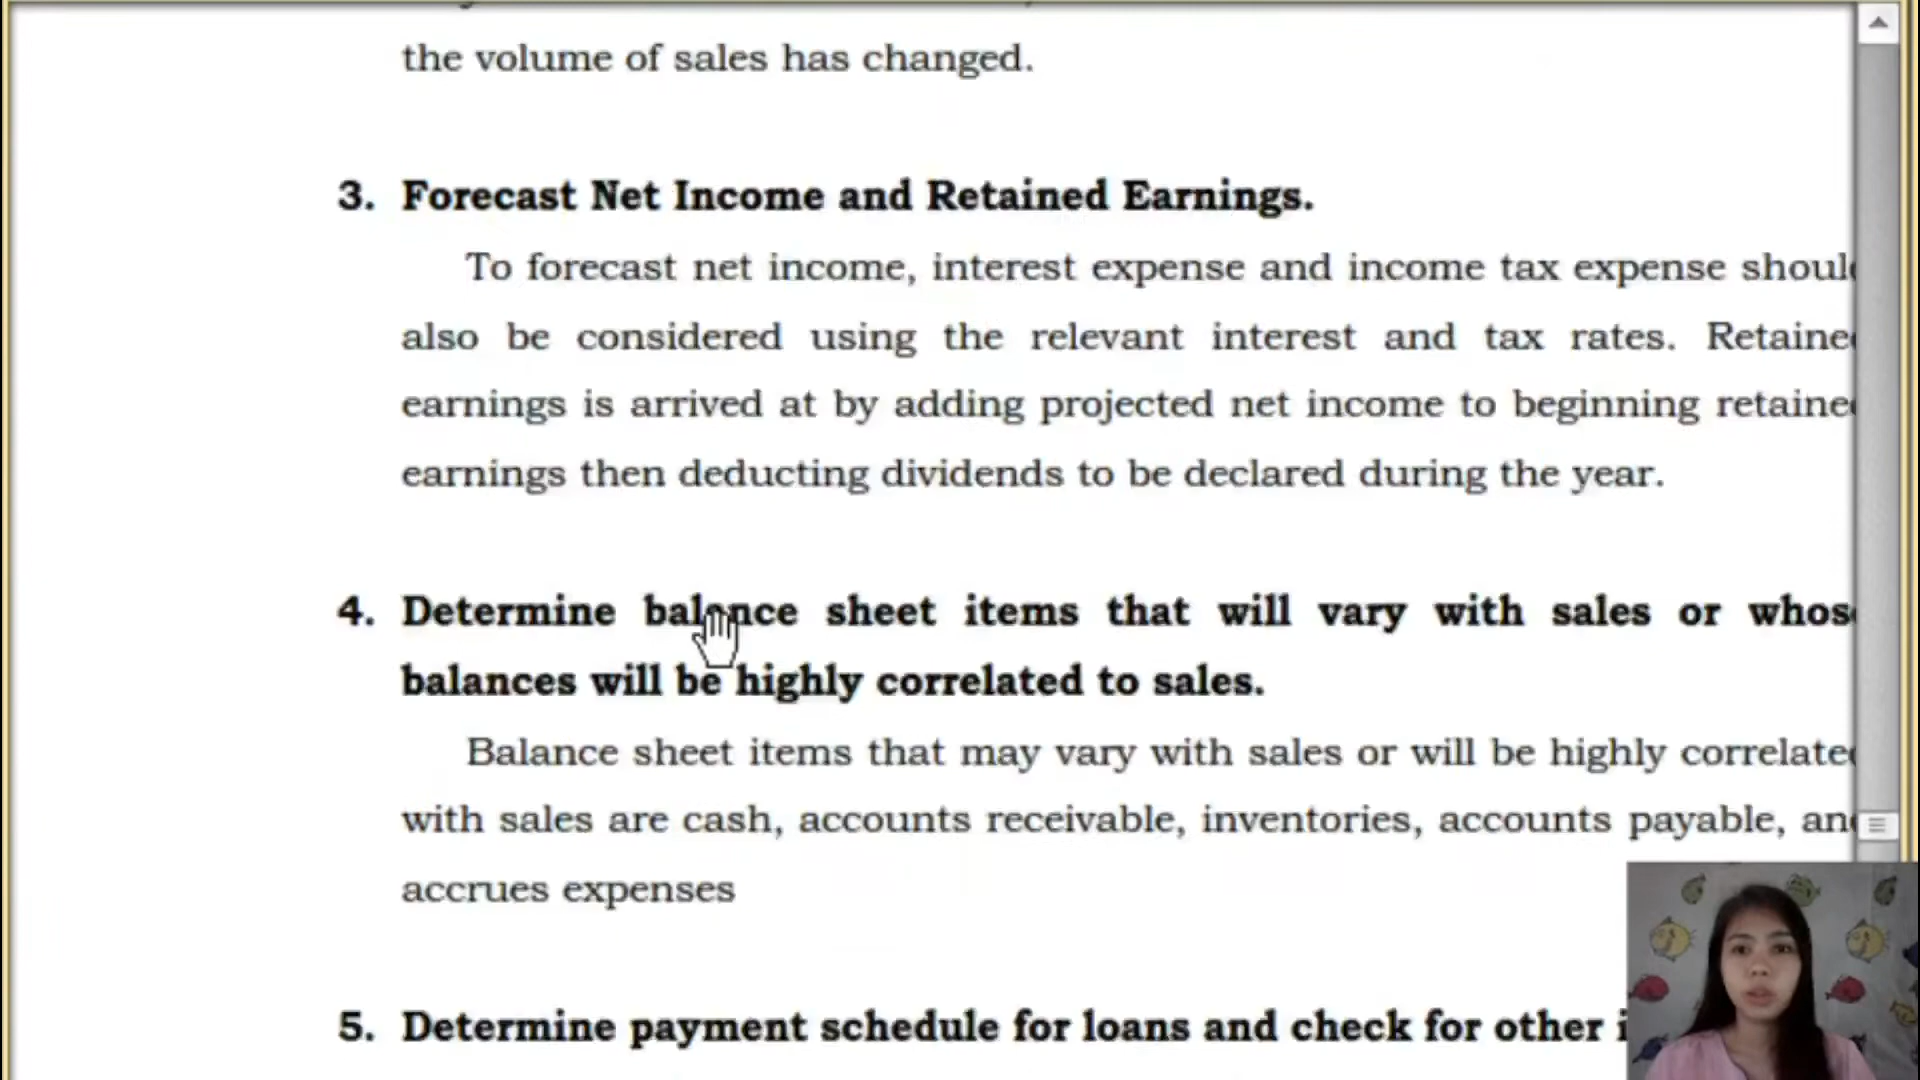 the volume of sales has changed.
3. Forecast Net Income and Retained Earnings.
To forecast net income, interest expense and income tax expense shoul
also be considered using the relevant interest and tax rates. Retaine
earnings is arrived at by adding projected net income to beginning retaine
earnings then deducting dividends to be declared during the year.
4. Determine balance sheet items that will vary with sales or whos
balances will be highly correlated to sales.
Balance sheet items that may vary with sales or will be highly correlate
with sales are cash, accounts receivable, inventories, accounts payable, an
accrues expenses
5. Determine payment schedule for loans and check for other